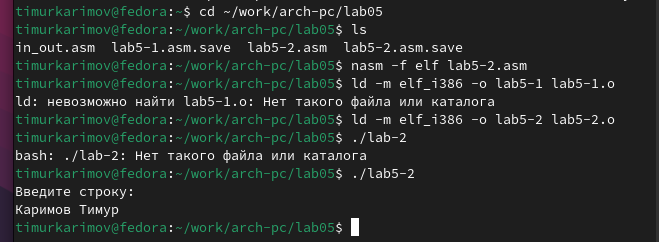 timurkarimov@fedora:~$ cd ~/work/arch-pc/lab05
timurkarimov@fedora:~/work/arch-pc/lab05$ ls
in_out.asm  lab5-1.asm.save  lab5-2.asm  lab5-2.asm.save
timurkarimov@fedora:~/work/arch-pc/lab05$ nasm -f elf lab5-2.asm
timurkarimov@fedora:~/work/arch-pc/lab05$ ld -m elf_i386 -o lab5-1 lab5-1.o
ld: невозможно найти lab5-1.o: Нет такого файла или каталога
timurkarimov@fedora:~/work/arch-pc/lab05$ ld -m elf_i386 -o lab5-2 lab5-2.o
timurkarimov@fedora:~/work/arch-pc/lab05$ ./lab-2
bash: ./lab-2: Нет такого файла или каталога
timurkarimov@fedora:~/work/arch-pc/lab05$ ./lab5-2
Введите строку:
Каримов Тимур
timurkarimov@fedora:~/work/arch-pc/lab05$